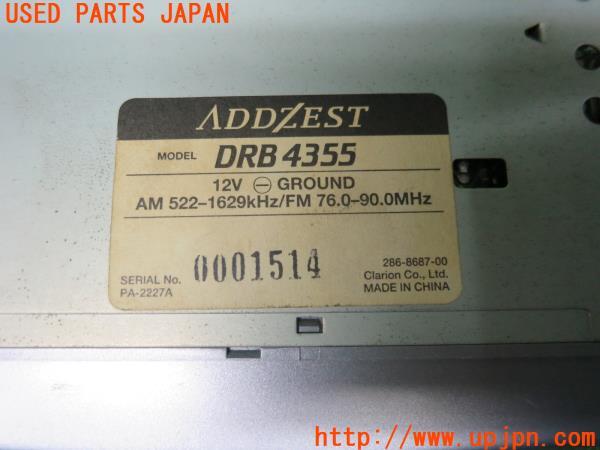 USED PARTS JAPAN
ADDZEST
MODEL DRB 4355
12V ⊖ GROUND
AM 522–1629kHz/FM 76.0–90.0MHz
SERIAL No. 0001514
PA-2227A
286-8687-00
Clarion Co., Ltd.
MADE IN CHINA
http://www.upjpn.com/